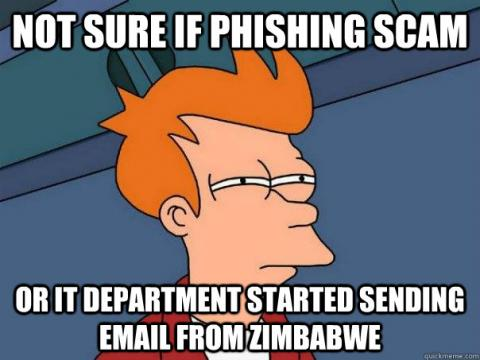 NOT SURE IF PHISHING SCAM
OR IT DEPARTMENT STARTED SENDING
EMAIL FROM ZIMBABWE
quickmeme.com